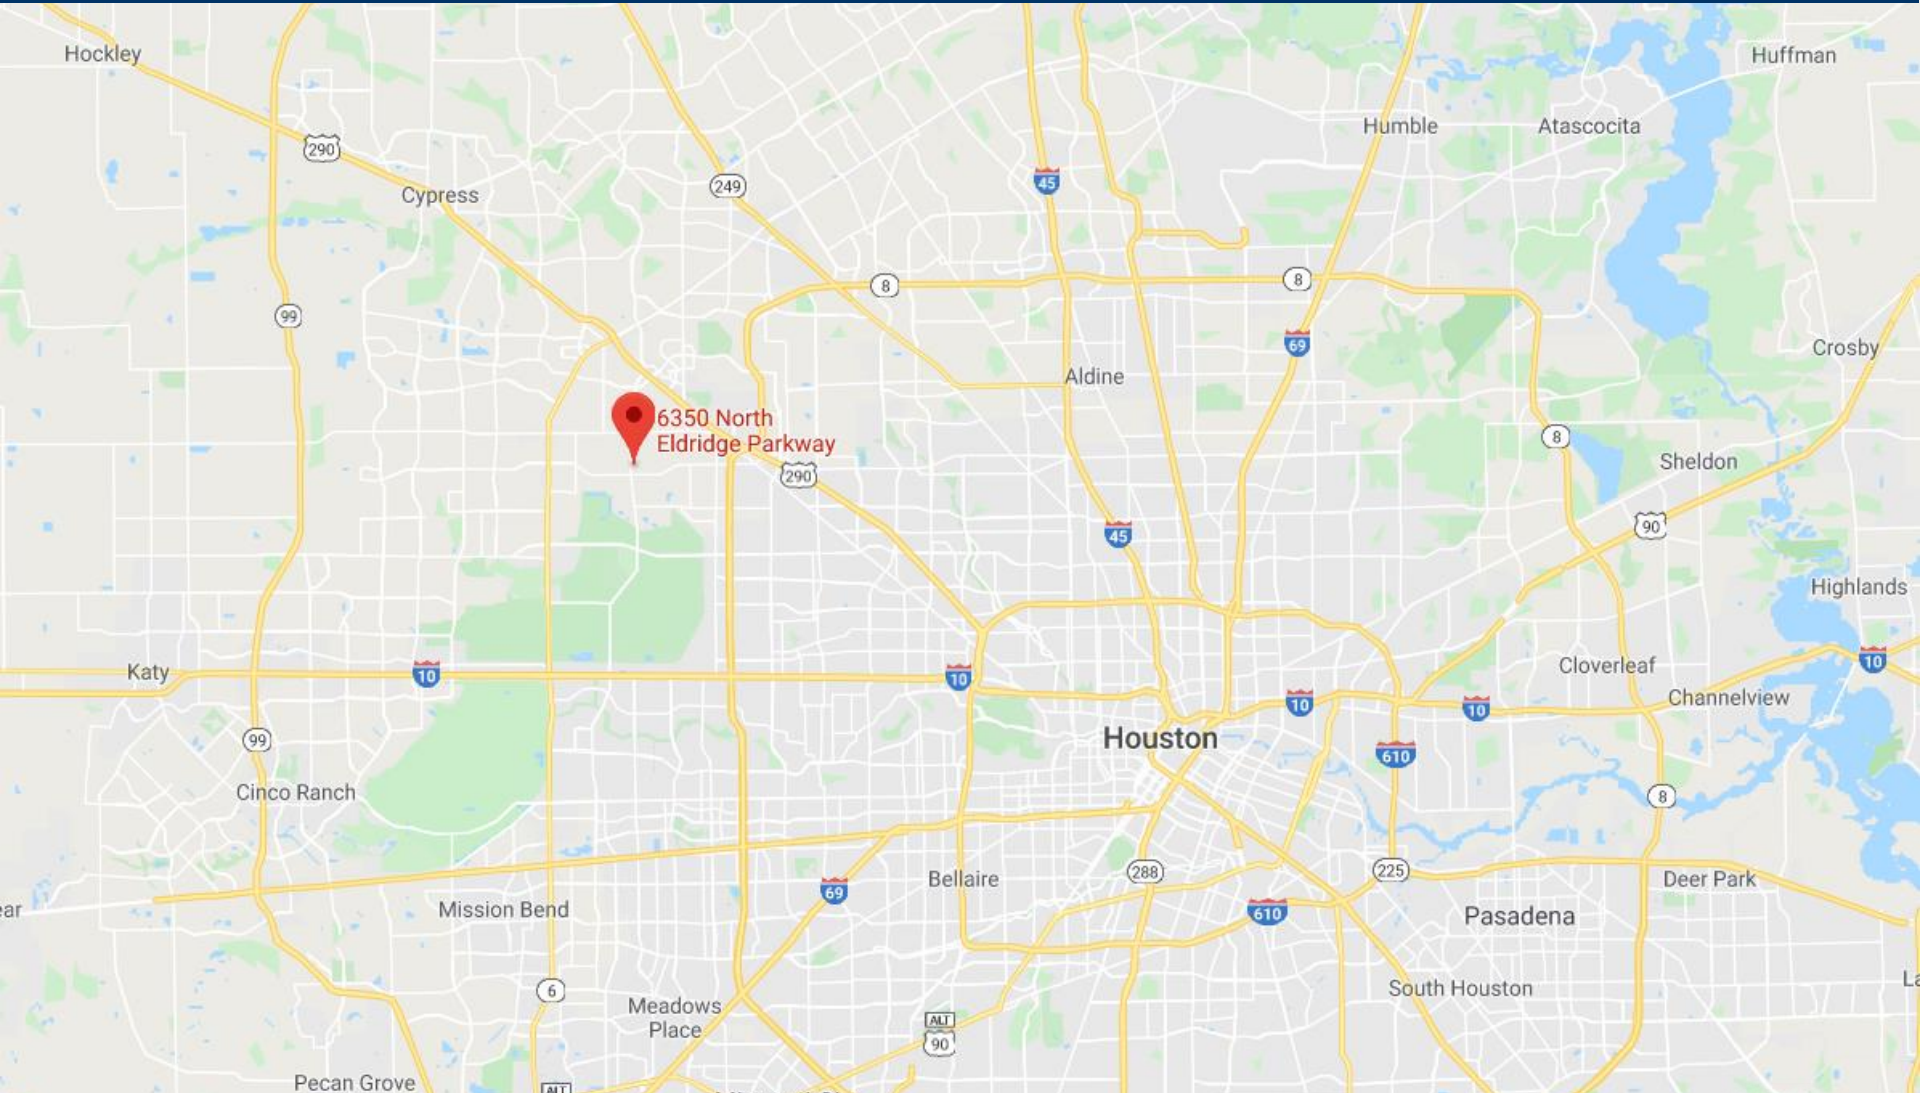 Hockley
Huffman
Humble
Atascocita
290
45
249
Cypress
8
8
99
69
Crosby
Aldine
6350 North
Eldridge Parkway
8
Sheldon
290
90
45
Highlands
10
Cloverleaf
Katy
10
10
Channelview
10
10
99
Houston
610
Cinco Ranch
8
288
225
Bellaire
Deer Park
69
ear
Mission Bend
610
Pasadena
6
South Houston
La
Meadows
Place
ALT
90
Pecan Grove
ALT